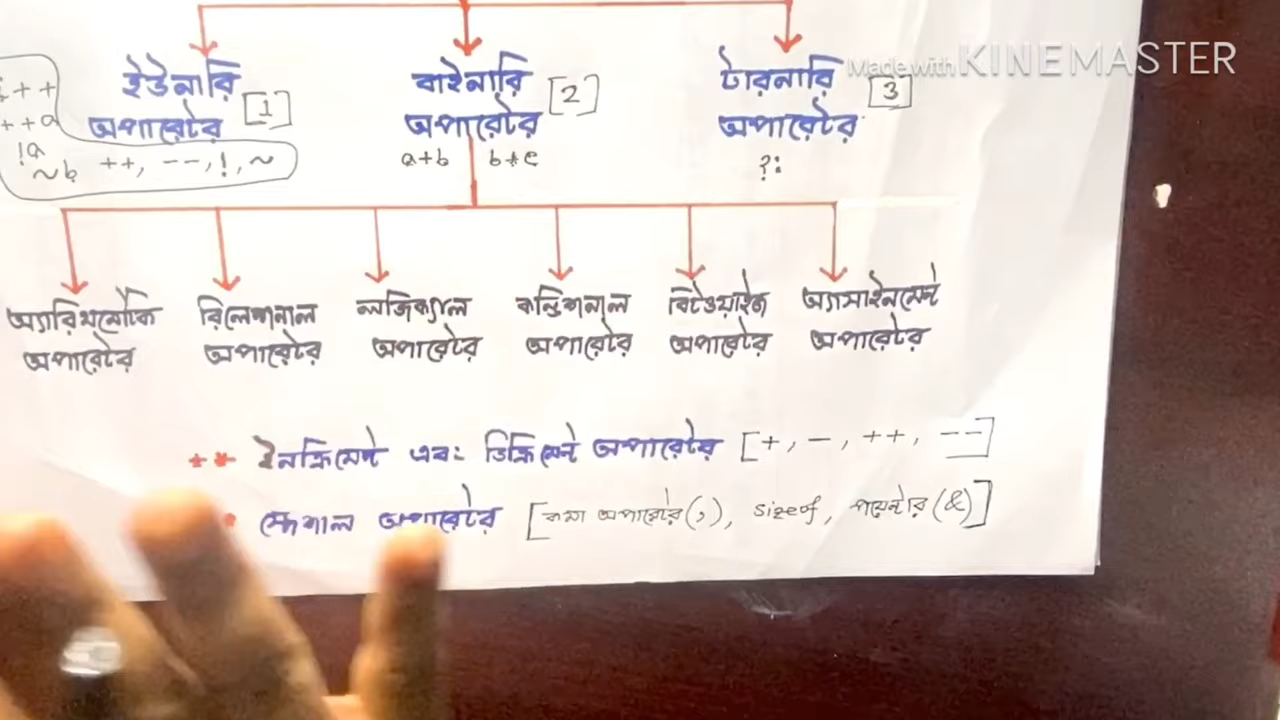 Made with KINEMASTER
ইউনারি অপারেটর [1]
++a
!a
~b
++, --, !, ~
বাইনারি অপারেটর [2]
a+b b*c
টারনারি অপারেটর [3]
?:
অ্যারিথমেটিক অপারেটর
রিলেশনাল অপারেটর
লজিক্যাল অপারেটর
কন্ডিশনাল অপারেটর
বিটওয়াইজ অপারেটর
অ্যাসাইনমেন্ট অপারেটর
** ইনক্রিমেন্ট এবং ডিক্রিমেন্ট অপারেটর [+, -, ++, --]
* স্পেশাল অপারেটর [কমা অপারেটর(,), sizeof, পয়েন্টার(&)]